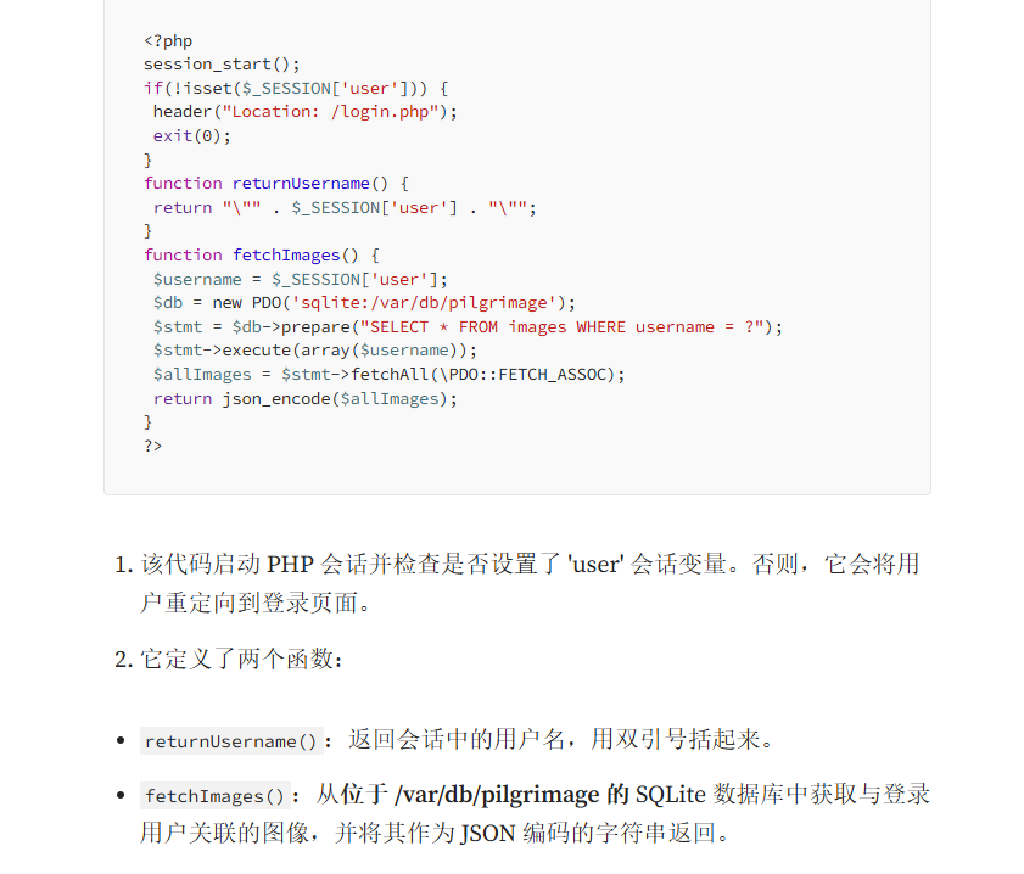 <?php
session_start();
if(!isset($_SESSION['user'])) {
 header("Location: /login.php");
 exit(0);
}
function returnUsername() {
 return "\"" . $_SESSION['user'] . "\"";
}
function fetchImages() {
 $username = $_SESSION['user'];
 $db = new PDO('sqlite:/var/db/pilgrimage');
 $stmt = $db->prepare("SELECT * FROM images WHERE username = ?");
 $stmt->execute(array($username));
 $allImages = $stmt->fetchAll(\PDO::FETCH_ASSOC);
 return json_encode($allImages);
}
?>
1. 该代码启动 PHP 会话并检查是否设置了 'user' 会话变量。否则，它会将用
户重定向到登录页面。
2. 它定义了两个函数：
• returnUsername() ：返回会话中的用户名，用双引号括起来。
• fetchImages() ：从位于 /var/db/pilgrimage 的 SQLite 数据库中获取与登录
用户关联的图像，并将其作为 JSON 编码的字符串返回。